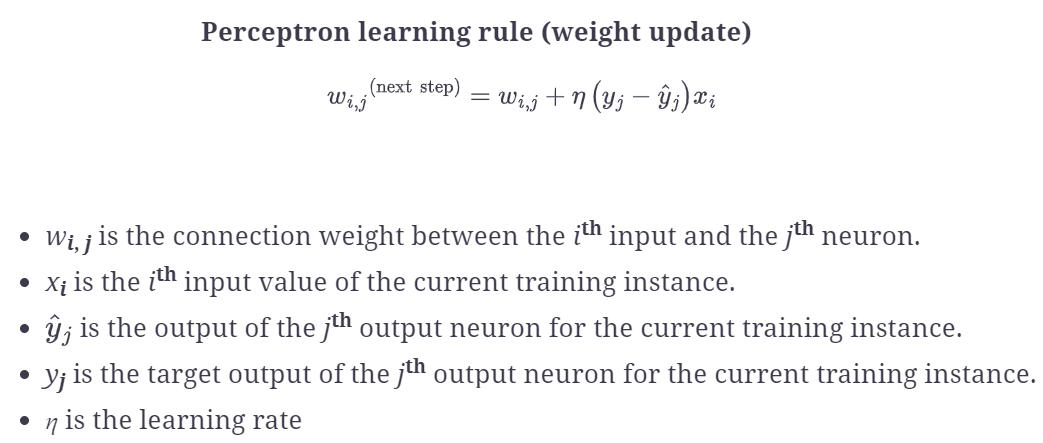 Perceptron learning rule (weight update)
w_{i,j}^{(next step)} = w_{i,j} + η (y_j − ŷ_j) x_i
• w_{i, j} is the connection weight between the i^{th} input and the j^{th} neuron.
• x_i is the i^{th} input value of the current training instance.
• ŷ_j is the output of the j^{th} output neuron for the current training instance.
• y_j is the target output of the j^{th} output neuron for the current training instance.
• η is the learning rate